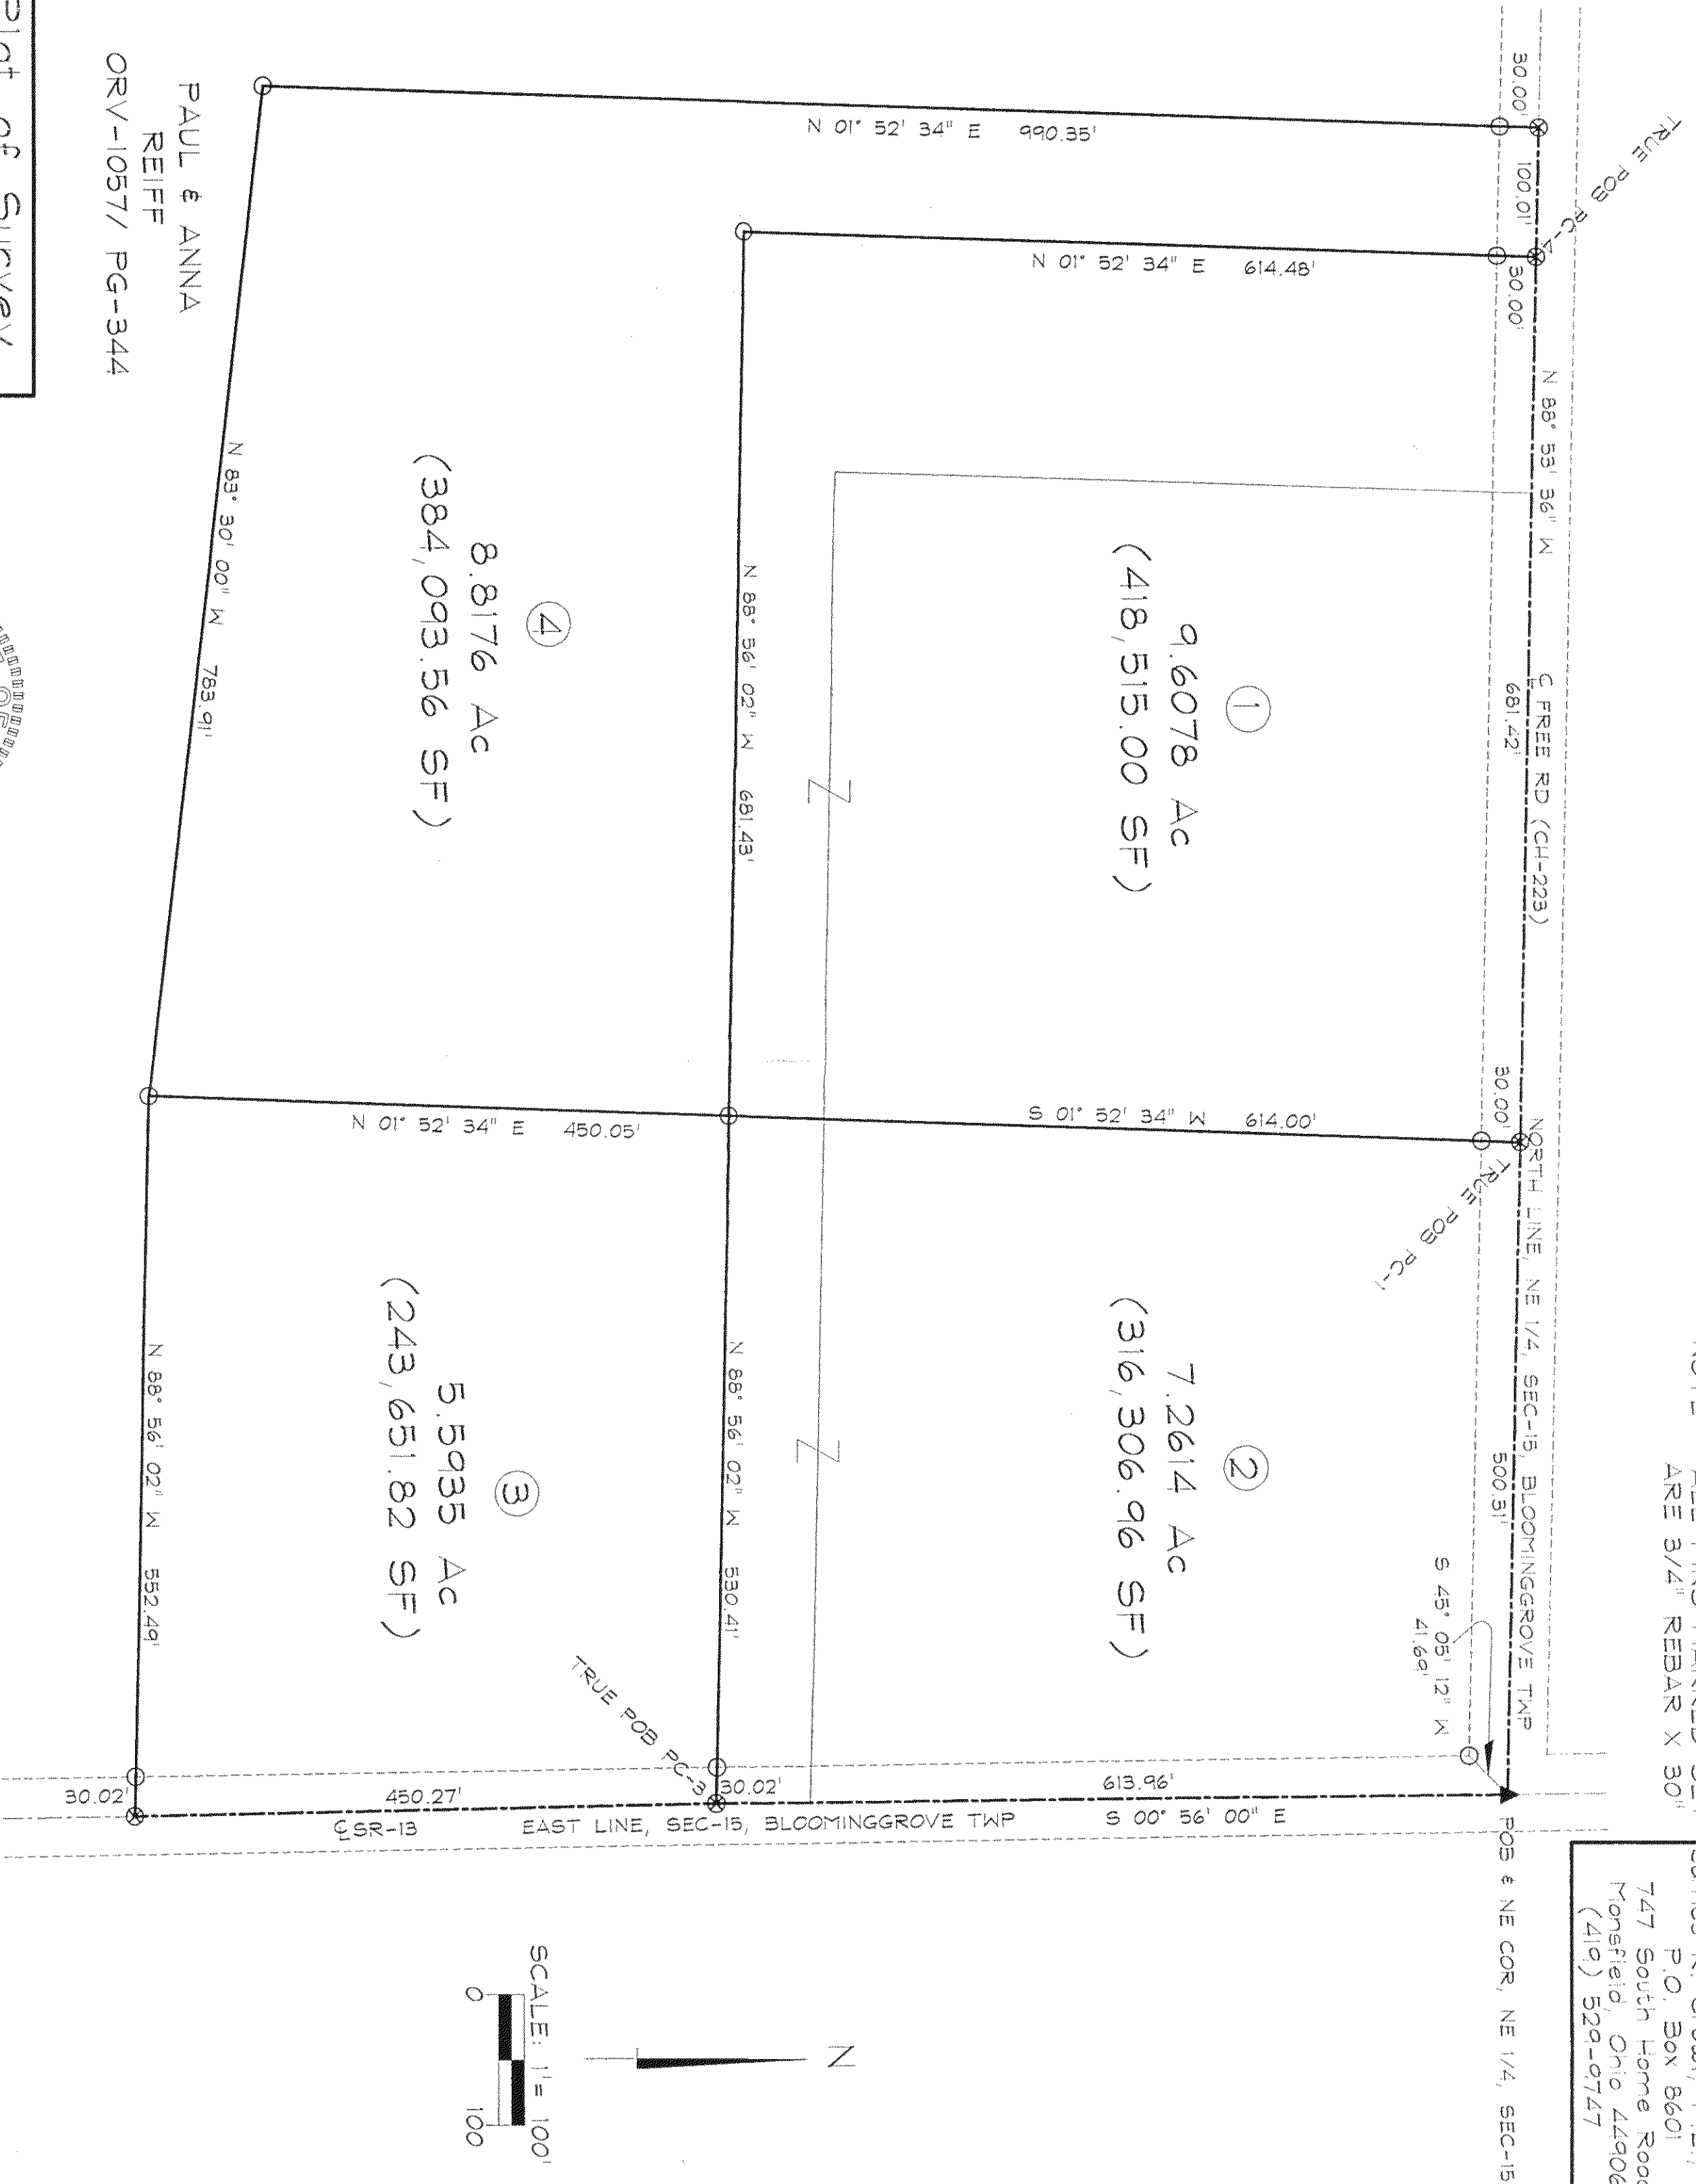 ARE 3/4" REBAR X 30"
P.O. Box 8601
747 South Home Road
Mansfield, Ohio 44906
(419) 529-9747
TRUE POB PC-4
30.00'
100.01'
30.00'
N 88° 53' 36" W
℄ FREE RD (CH-223)
681.42'
30.00'
NORTH LINE, NE 1/4, SEC-15, BLOOMINGGROVE TWP
500.31'
TRUE POB PC-1
S 45° 05' 12" W
41.69'
POB & NE COR, NE 1/4, SEC-15
N 01° 52' 34" E 990.35'
N 01° 52' 34" E 614.48'
1
9.6078 Ac
(418,515.00 SF)
S 01° 52' 34" W 614.00'
2
7.2614 Ac
(316,306.96 SF)
613.96'
S 00° 56' 00" E
Z
Z
N 88° 56' 02" W 681.43'
N 88° 56' 02" W 530.41'
30.02'
TRUE POB PC-3
EAST LINE, SEC-15, BLOOMINGGROVE TWP
4
8.8176 Ac
(384,093.56 SF)
N 01° 52' 34" E 450.05'
3
5.5935 Ac
(243,651.82 SF)
450.27'
℄ SR-13
N 83° 30' 00" W 783.91'
N 88° 56' 02" W 552.49'
30.02'
PAUL & ANNA
REIFF
ORV-1057/ PG-344
N
SCALE: 1"= 100'
0 100
Plat of Survey